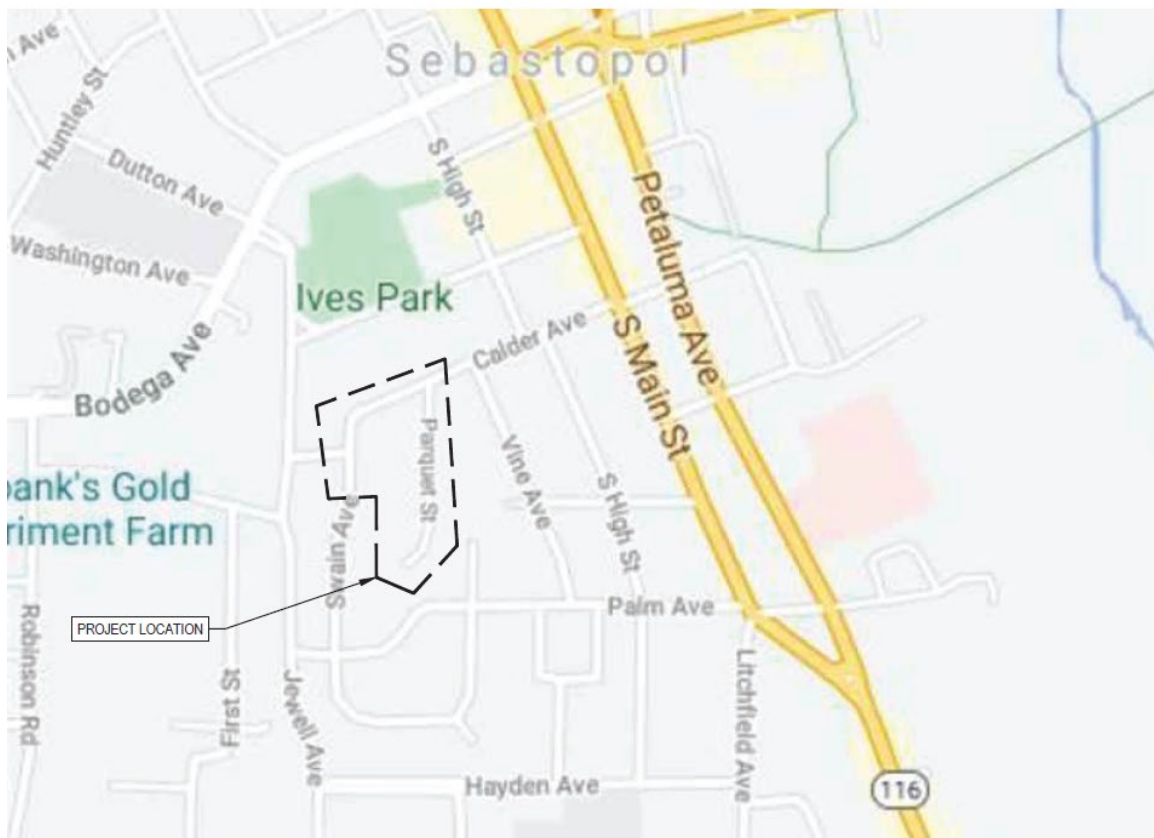 Ave
Sebastopol
Huntley St
Dutton Ave
S High St
Washington Ave
Petaluma Ave
Ives Park
Calder Ave
S Main St
Bodega Ave
Parquet St
Vine Ave
bank's Gold
riment Farm
S High St
Swain Ave
PROJECT LOCATION
Palm Ave
Robinson Rd
First St
Jewell Ave
Litchfield Ave
Hayden Ave
116